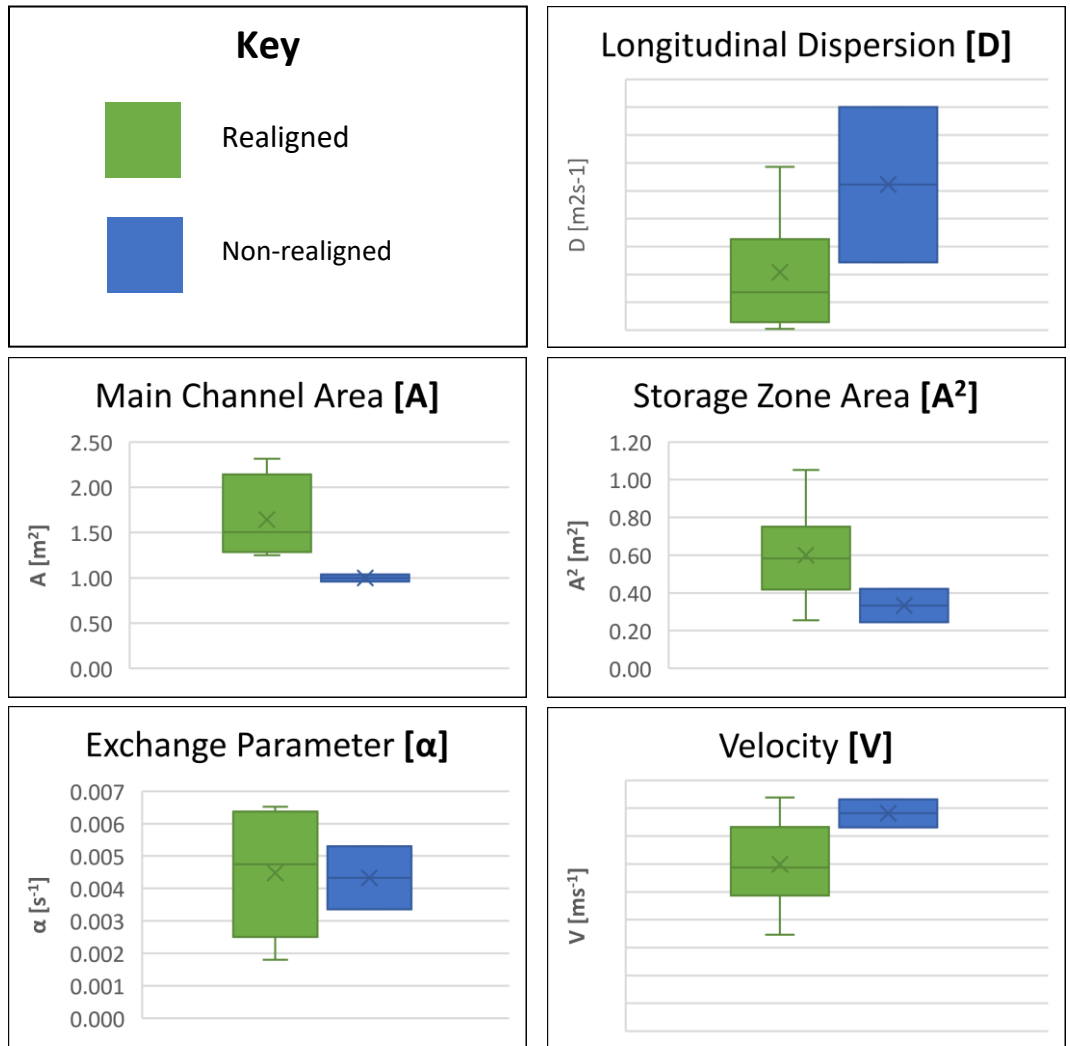 Key
Realigned
Non-realigned
Longitudinal Dispersion [D]
D [m2s-1]
Main Channel Area [A]
2.50
2.00
1.50
1.00
0.50
0.00
A [m²]
Storage Zone Area [A²]
1.20
1.00
0.80
0.60
0.40
0.20
0.00
A² [m²]
Exchange Parameter [α]
0.007
0.006
0.005
0.004
0.003
0.002
0.001
0.000
α [s⁻¹]
Velocity [V]
V [ms⁻¹]